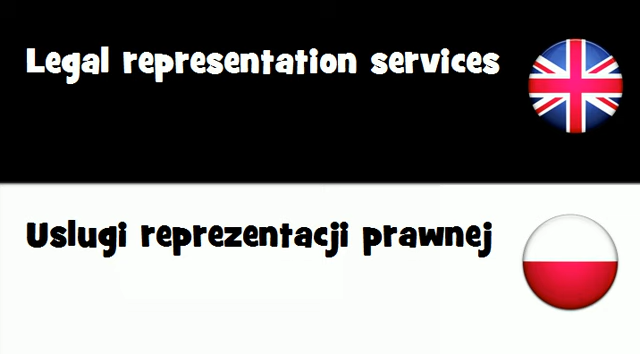 Legal representation services
Uslugi reprezentacji prawnej